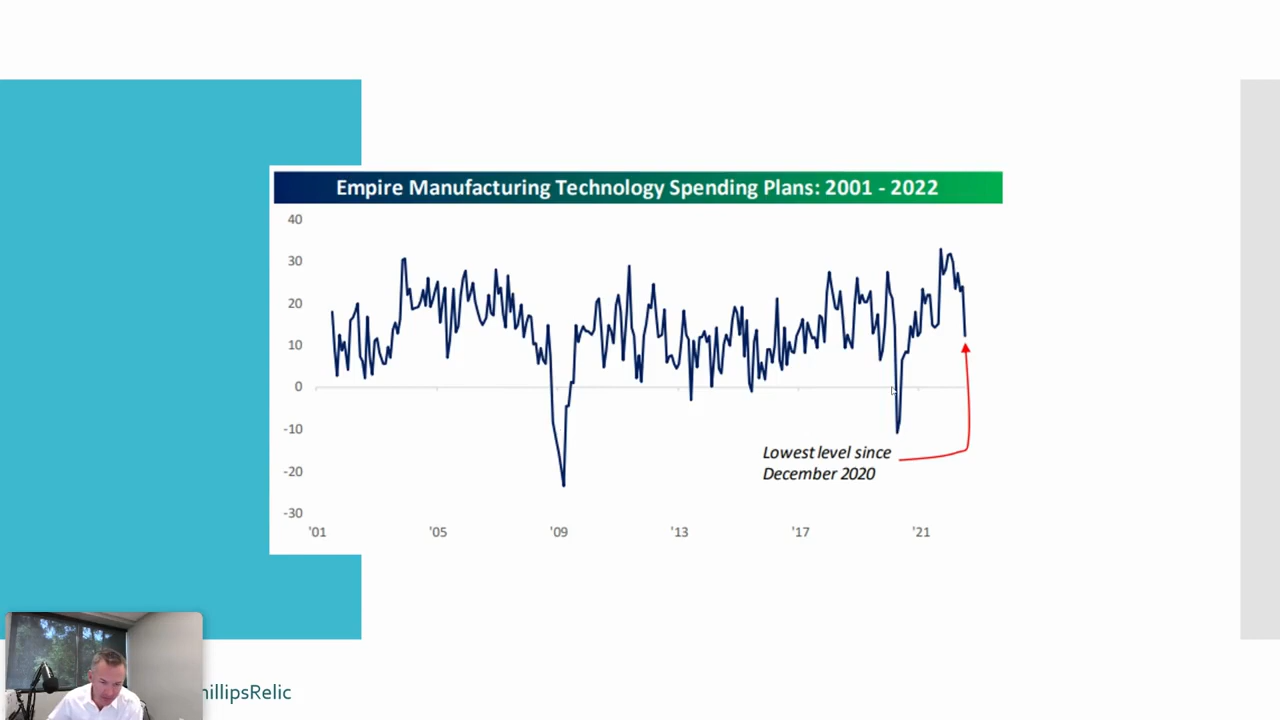 Empire Manufacturing Technology Spending Plans: 2001 - 2022
40
30
20
10
0
-10
-20
-30
Lowest level since
December 2020
'01 '05 '09 '13 '17 '21
hillipsRelic